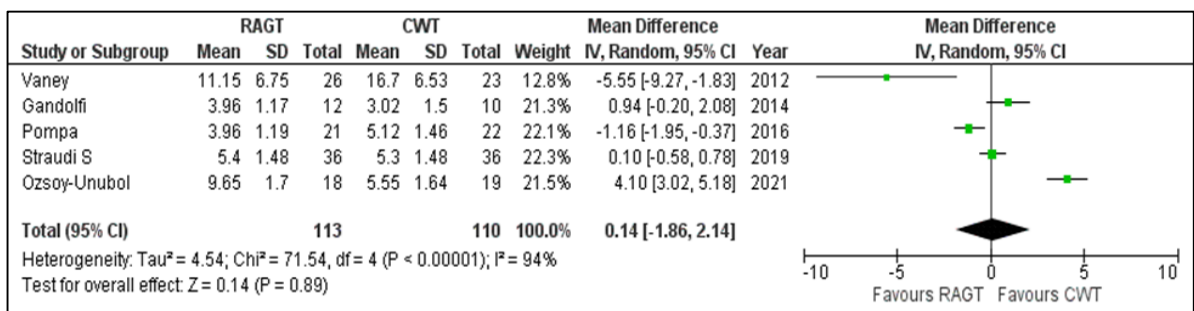 RAGT CWT Mean Difference Mean Difference
Study or Subgroup Mean SD Total Mean SD Total Weight IV, Random, 95% CI Year IV, Random, 95% CI
Vaney 11.15 6.75 26 16.7 6.53 23 12.8% -5.55 [-9.27, -1.83] 2012
Gandolfi 3.96 1.17 12 3.02 1.5 10 21.3% 0.94 [-0.20, 2.08] 2014
Pompa 3.96 1.19 21 5.12 1.46 22 22.1% -1.16 [-1.95, -0.37] 2016
Straudi S 5.4 1.48 36 5.3 1.48 36 22.3% 0.10 [-0.58, 0.78] 2019
Ozsoy-Unubol 9.65 1.7 18 5.55 1.64 19 21.5% 4.10 [3.02, 5.18] 2021
Total (95% CI) 113 110 100.0% 0.14 [-1.86, 2.14]
Heterogeneity: Tau² = 4.54; Chi² = 71.54, df = 4 (P < 0.00001); I² = 94%
Test for overall effect: Z = 0.14 (P = 0.89)
-10 -5 0 5 10
Favours RAGT Favours CWT